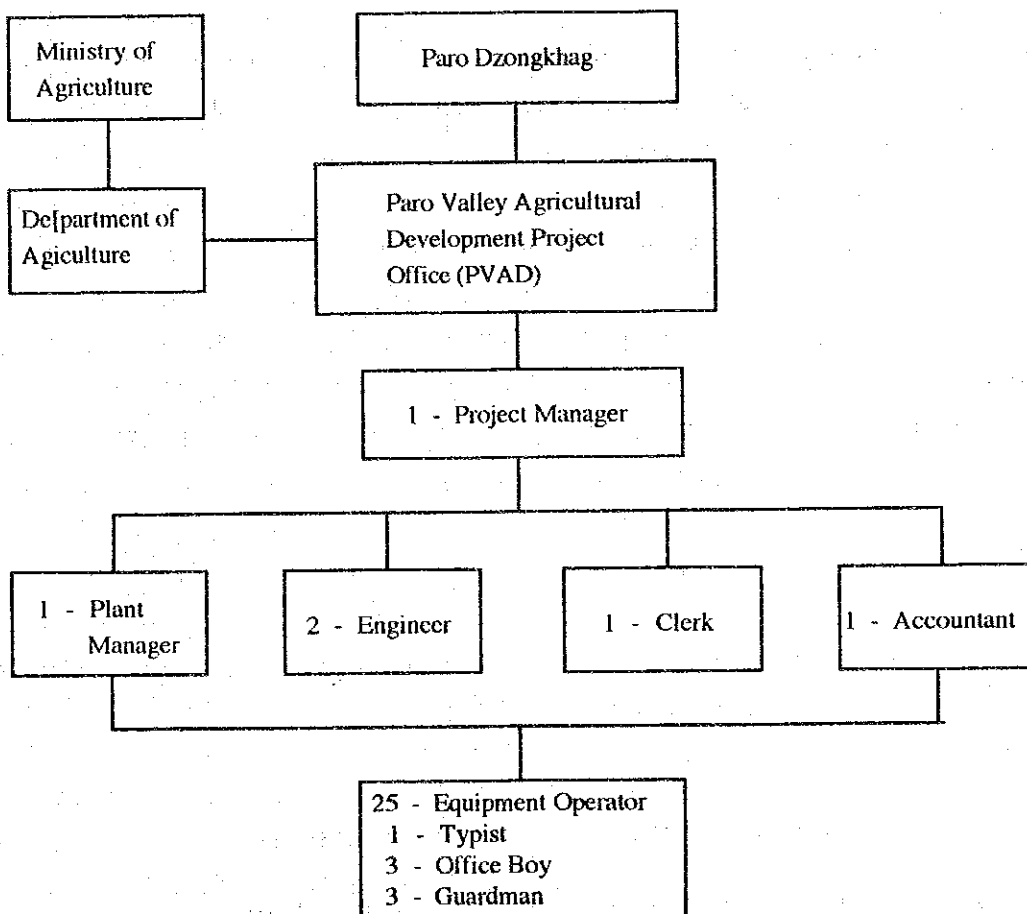 Ministry of
Agriculture
Paro Dzongkhag
De[partment of
Agiculture
Paro Valley Agricultural
Development Project
Office (PVAD)
1 - Project Manager
1 - Plant
Manager
2 - Engineer
1 - Clerk
1 - Accountant
25 - Equipment Operator
1 - Typist
3 - Office Boy
3 - Guardman